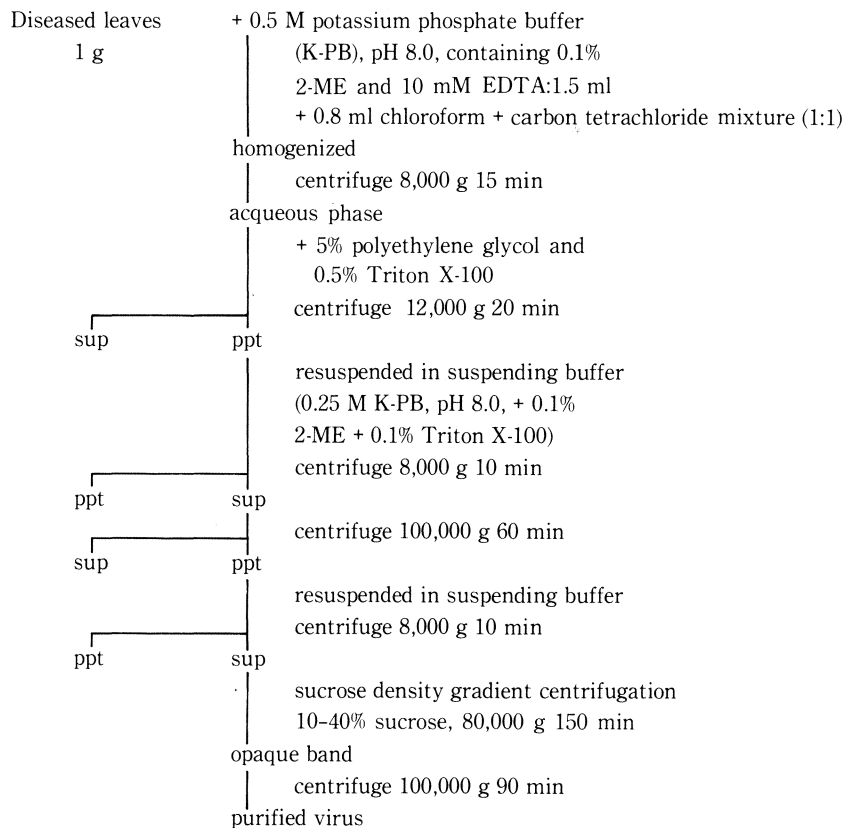 Diseased leaves + 0.5 M potassium phosphate buffer
1 g (K-PB), pH 8.0, containing 0.1%
2-ME and 10 mM EDTA:1.5 ml
+ 0.8 ml chloroform + carbon tetrachloride mixture (1:1)
homogenized
centrifuge 8,000 g 15 min
acqueous phase
+ 5% polyethylene glycol and
0.5% Triton X-100
centrifuge 12,000 g 20 min
sup ppt
resuspended in suspending buffer
(0.25 M K-PB, pH 8.0, + 0.1%
2-ME + 0.1% Triton X-100)
centrifuge 8,000 g 10 min
ppt sup
centrifuge 100,000 g 60 min
sup ppt
resuspended in suspending buffer
centrifuge 8,000 g 10 min
ppt sup
sucrose density gradient centrifugation
10–40% sucrose, 80,000 g 150 min
opaque band
centrifuge 100,000 g 90 min
purified virus